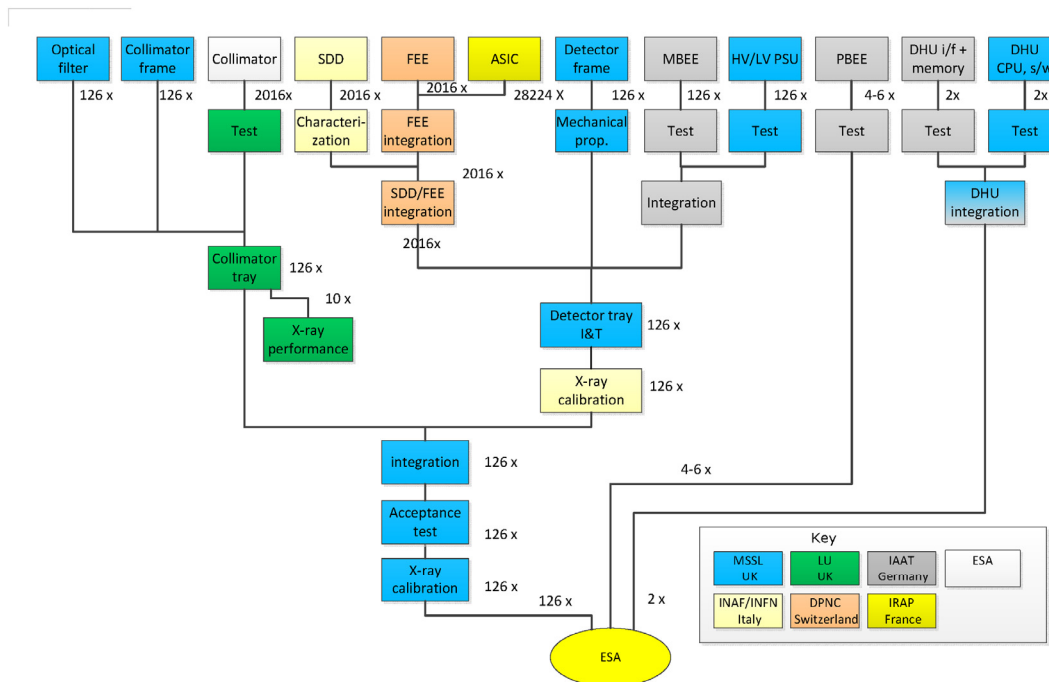 Optical
filter
Collimator
frame
Collimator
SDD
FEE
ASIC
Detector
frame
MBEE
HV/LV PSU
PBEE
DHU i/f +
memory
DHU
CPU, s/w
126 x
126 x
2016x
2016 x
2016 x
28224 X
126 x
126 x
126 x
4-6 x
2x
2x
Test
Characteri-
zation
FEE
integration
Mechanical
prop.
Test
Test
Test
Test
Test
2016 x
SDD/FEE
integration
Integration
DHU
integration
2016x
Collimator
tray
126 x
10 x
X-ray
performance
Detector tray
I&T
126 x
X-ray
calibration
126 x
integration
126 x
4-6 x
Acceptance
test
126 x
X-ray
calibration
126 x
126 x
2 x
ESA
Key
MSSL
UK
LU
UK
IAAT
Germany
ESA
INAF/INFN
Italy
DPNC
Switzerland
IRAP
France